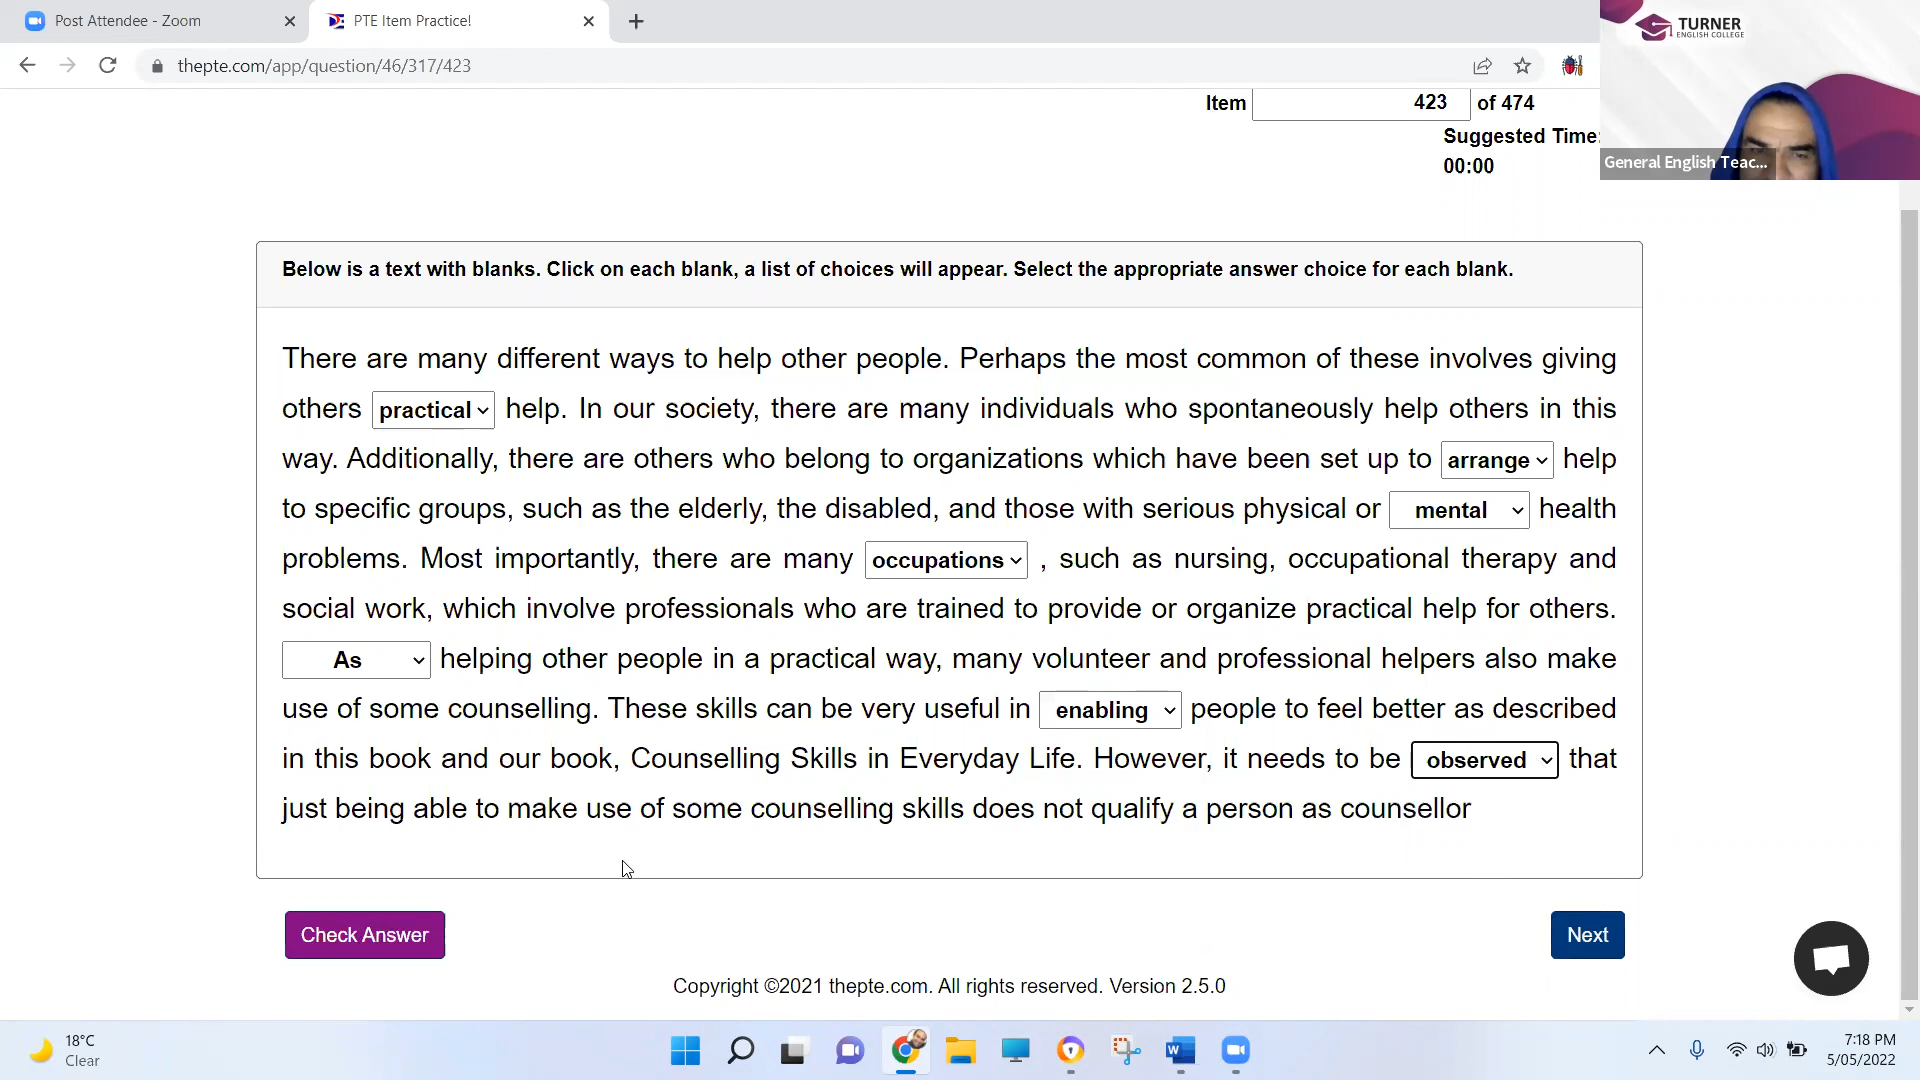 Post Attendee - Zoom
PTE Item Practice!
thepte.com/app/question/46/317/423
TURNER
ENGLISH COLLEGE
General English Teac...
Item 423 of 474
Suggested Time:
00:00
Below is a text with blanks. Click on each blank, a list of choices will appear. Select the appropriate answer choice for each blank.
There are many different ways to help other people. Perhaps the most common of these involves giving
others practical help. In our society, there are many individuals who spontaneously help others in this
way. Additionally, there are others who belong to organizations which have been set up to arrange help
to specific groups, such as the elderly, the disabled, and those with serious physical or mental health
problems. Most importantly, there are many occupations , such as nursing, occupational therapy and
social work, which involve professionals who are trained to provide or organize practical help for others.
As helping other people in a practical way, many volunteer and professional helpers also make
use of some counselling. These skills can be very useful in enabling people to feel better as described
in this book and our book, Counselling Skills in Everyday Life. However, it needs to be observed that
just being able to make use of some counselling skills does not qualify a person as counsellor
Check Answer
Next
Copyright ©2021 thepte.com. All rights reserved. Version 2.5.0
18°C
Clear
7:18 PM
5/05/2022